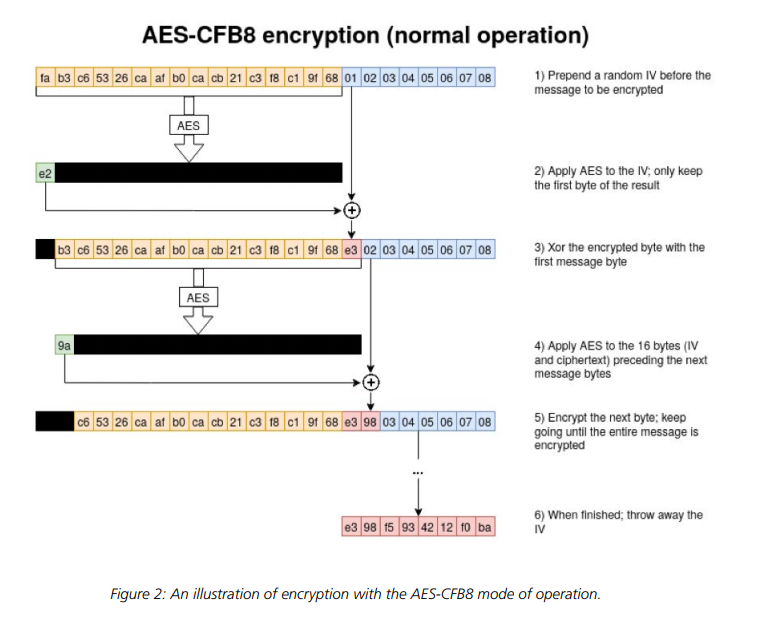 AES-CFB8 encryption (normal operation)
fa b3 c6 53 26 ca af b0 ca cb 21 c3 f8 c1 9f 68 01 02 03 04 05 06 07 08
1) Prepend a random IV before the
message to be encrypted
AES
e2
2) Apply AES to the IV; only keep
the first byte of the result
b3 c6 53 26 ca af b0 ca cb 21 c3 f8 c1 9f 68 e3 02 03 04 05 06 07 08
3) Xor the encrypted byte with the
first message byte
AES
9a
4) Apply AES to the 16 bytes (IV
and ciphertext) preceding the next
message bytes
c6 53 26 ca af b0 ca cb 21 c3 f8 c1 9f 68 e3 98 03 04 05 06 07 08
5) Encrypt the next byte; keep
going until the entire message is
encrypted
...
e3 98 f5 93 42 12 f0 ba
6) When finished; throw away the
IV
Figure 2: An illustration of encryption with the AES-CFB8 mode of operation.